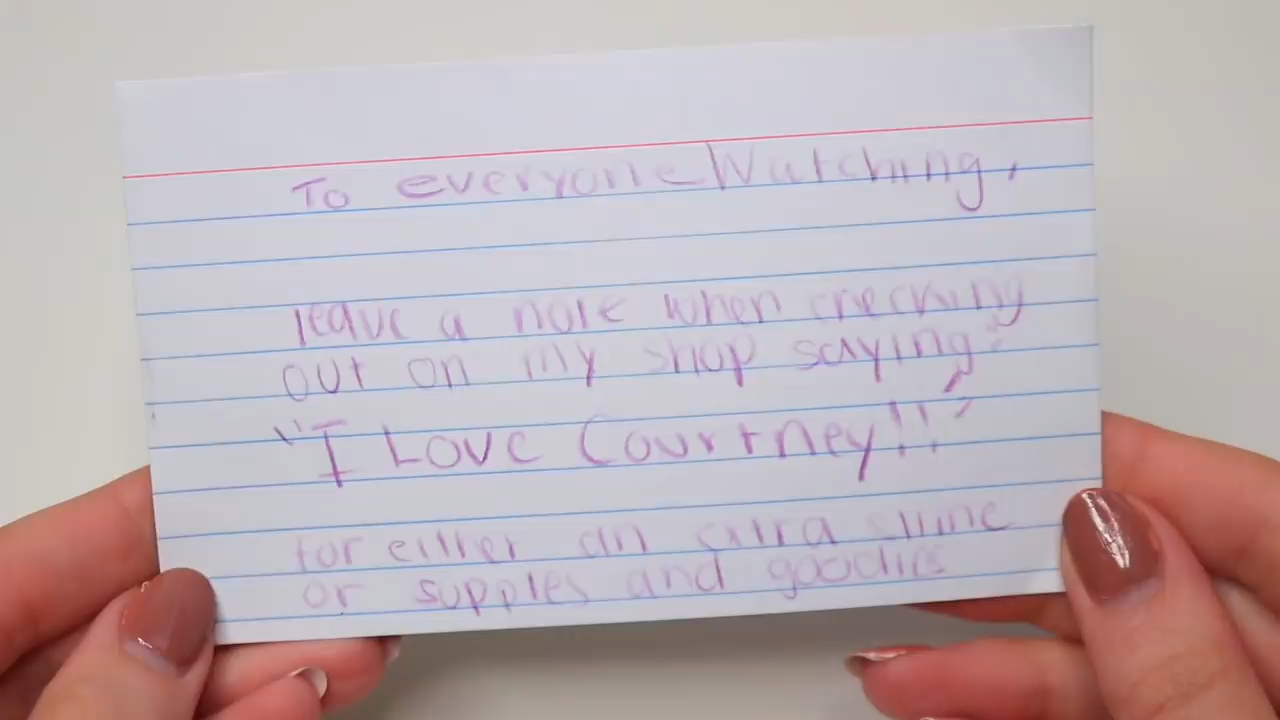 To everyone Watching,
leave a note when checking
out on my shop saying:
"I Love Courtney!!"
for either an extra slime
or supples and goodies